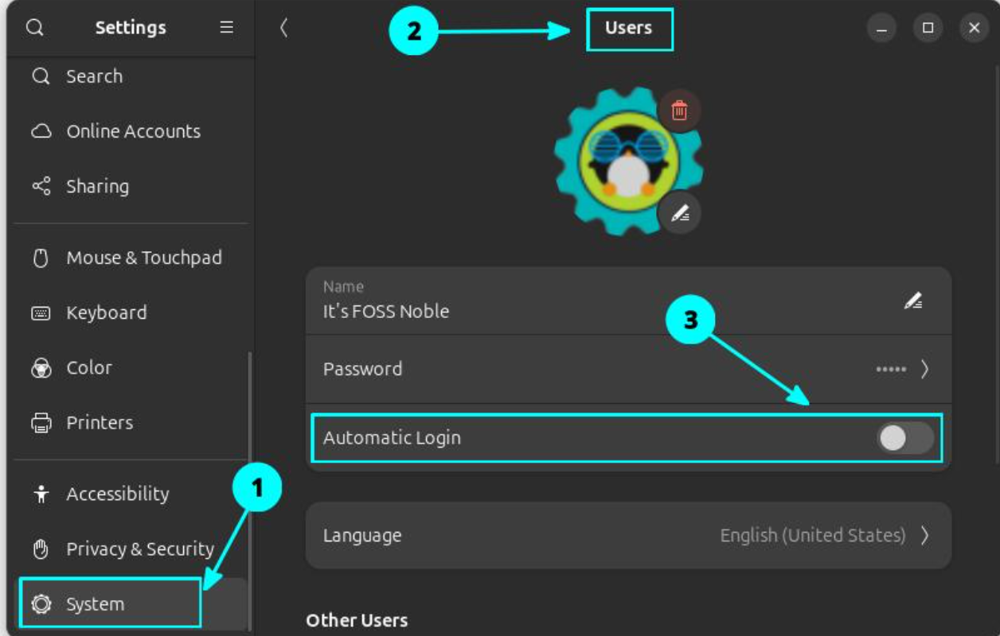 Settings
Search
Online Accounts
Sharing
Mouse & Touchpad
Keyboard
Color
Printers
Accessibility
1
Privacy & Security
System
2
Users
Name
It's FOSS Noble
3
Password
•••••
Automatic Login
Language
English (United States)
Other Users